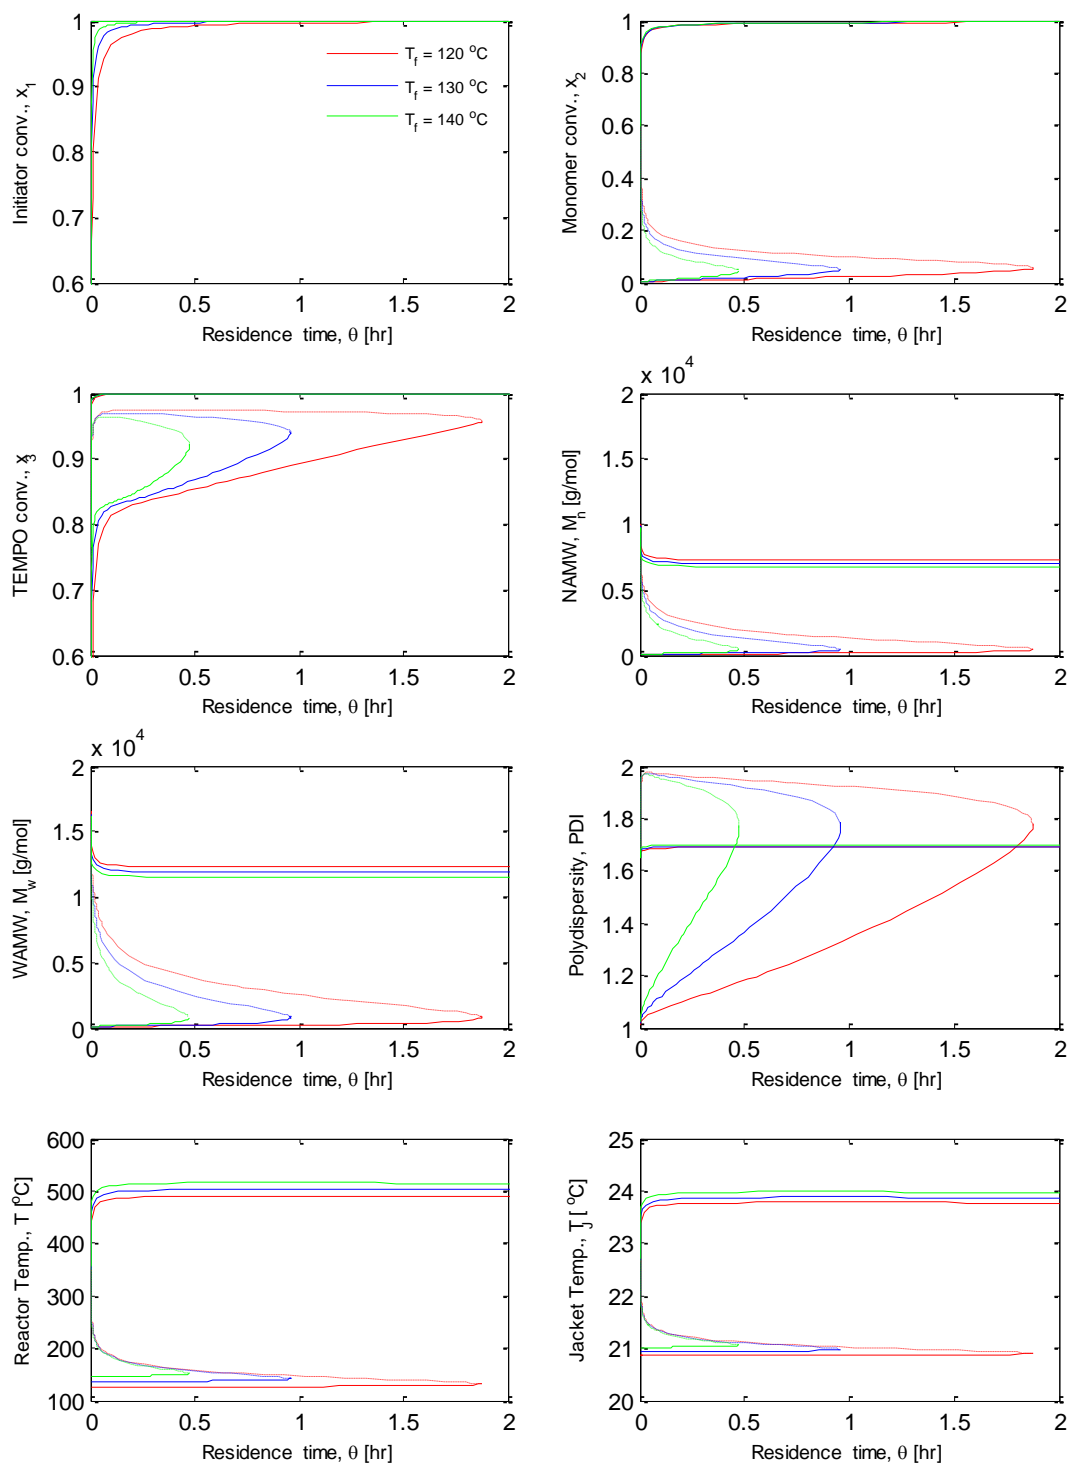 Initiator conv., x1
1
0.9
0.8
0.7
0.6
0 0.5 1 1.5 2
Residence time, θ [hr]
Tf = 120 °C
Tf = 130 °C
Tf = 140 °C
Monomer conv., x2
1
0.8
0.6
0.4
0.2
0
0 0.5 1 1.5 2
Residence time, θ [hr]
TEMPO conv., x3
1
0.9
0.8
0.7
0.6
0 0.5 1 1.5 2
Residence time, θ [hr]
x 10^4
NAMW, Mn [g/mol]
2
1.5
1
0.5
0
0 0.5 1 1.5 2
Residence time, θ [hr]
x 10^4
WAMW, Mw [g/mol]
2
1.5
1
0.5
0
0 0.5 1 1.5 2
Residence time, θ [hr]
Polydispersity, PDI
2
1.8
1.6
1.4
1.2
1
0 0.5 1 1.5 2
Residence time, θ [hr]
Reactor Temp., T [°C]
600
500
400
300
200
100
0 0.5 1 1.5 2
Residence time, θ [hr]
Jacket Temp., TJ [°C]
25
24
23
22
21
20
0 0.5 1 1.5 2
Residence time, θ [hr]